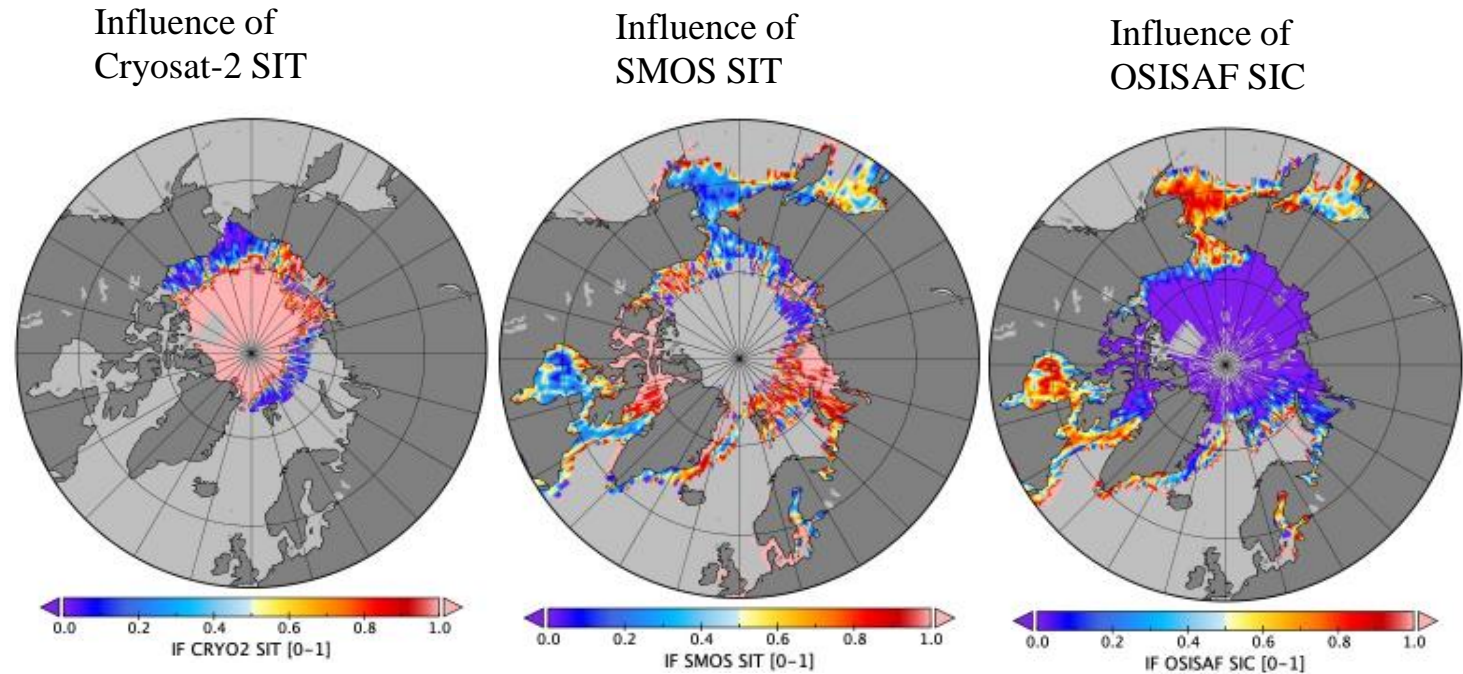 Influence of
Cryosat-2 SIT
Influence of
SMOS SIT
Influence of
OSISAF SIC
0.0 0.2 0.4 0.6 0.8 1.0
IF CRYO2 SIT [0-1]
0.0 0.2 0.4 0.6 0.8 1.0
IF SMOS SIT [0-1]
0.0 0.2 0.4 0.6 0.8 1.0
IF OSISAF SIC [0-1]